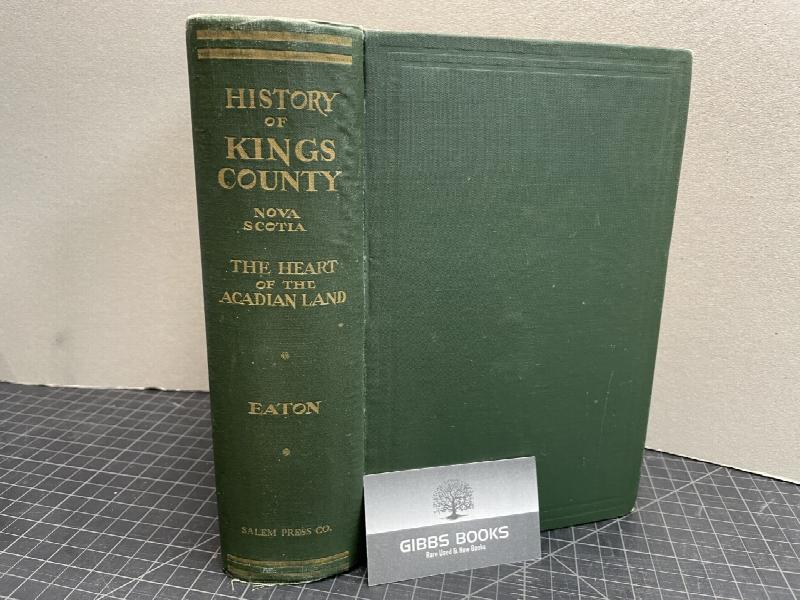 HISTORY
OF
KINGS
COUNTY
NOVA
SCOTIA
THE HEART
OF THE
ACADIAN LAND
EATON
SALEM PRESS CO.
GIBBS BOOKS
Rare Used & New Books